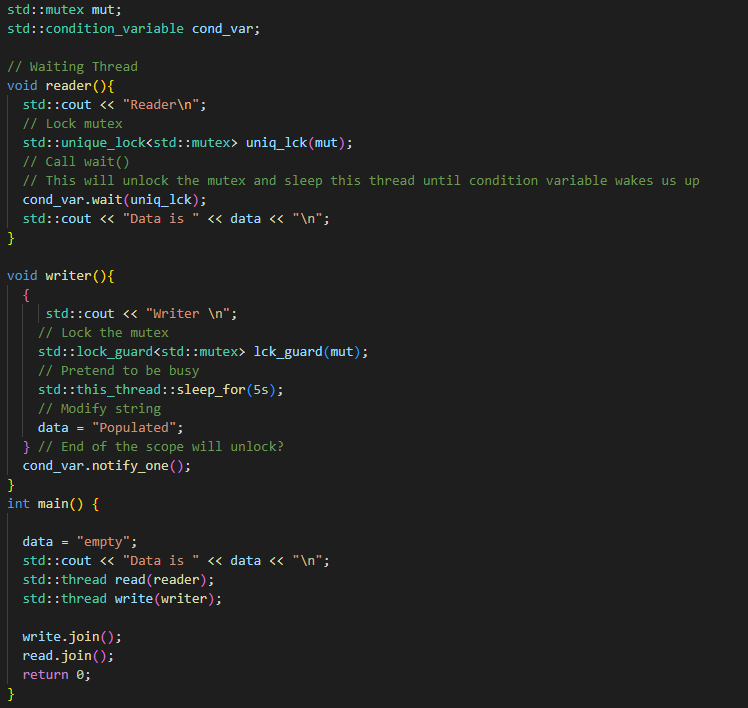 std::mutex mut;
std::condition_variable cond_var;

// Waiting Thread
void reader(){
  std::cout << "Reader\n";
  // Lock mutex
  std::unique_lock<std::mutex> uniq_lck(mut);
  // Call wait()
  // This will unlock the mutex and sleep this thread until condition variable wakes us up
  cond_var.wait(uniq_lck);
  std::cout << "Data is " << data << "\n";
}

void writer(){
  {
     std::cout << "Writer \n";
    // Lock the mutex
    std::lock_guard<std::mutex> lck_guard(mut);
    // Pretend to be busy
    std::this_thread::sleep_for(5s);
    // Modify string
    data = "Populated";
  } // End of the scope will unlock?
  cond_var.notify_one();
}
int main() {

  data = "empty";
  std::cout << "Data is " << data << "\n";
  std::thread read(reader);
  std::thread write(writer);

  write.join();
  read.join();
  return 0;
}